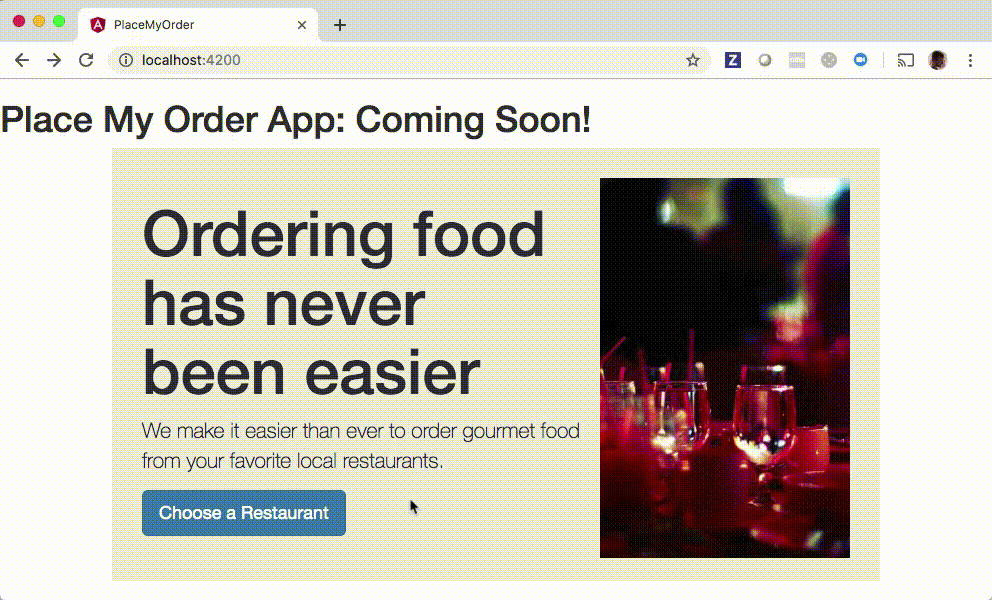 PlaceMyOrder
localhost:4200
Z
Place My Order App: Coming Soon!
Ordering food
has never
been easier
We make it easier than ever to order gourmet food
from your favorite local restaurants.
Choose a Restaurant